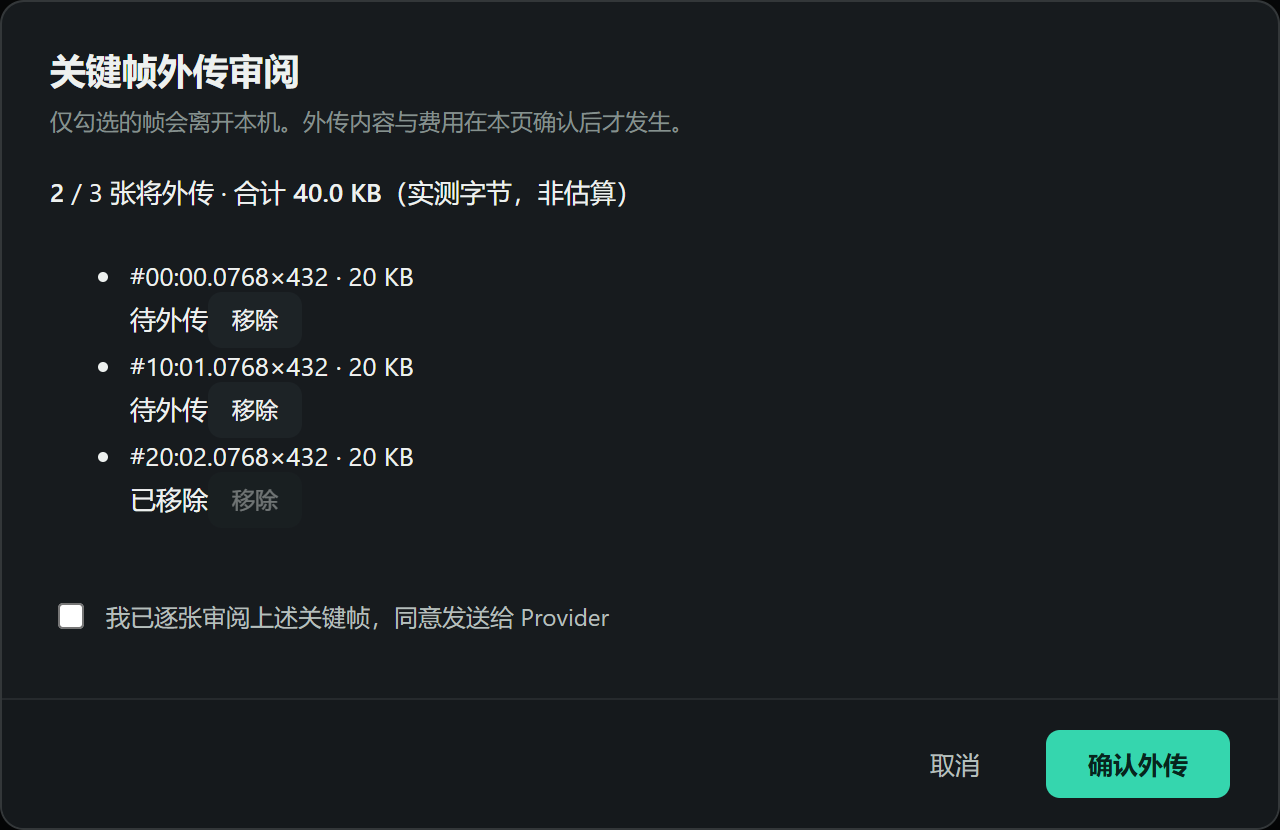 关键帧外传审阅
仅勾选的帧会离开本机。外传内容与费用在本页确认后才发生。
2 / 3 张将外传 · 合计 40.0 KB（实测字节，非估算）
#00:00.0768×432 · 20 KB
待外传 移除
#10:01.0768×432 · 20 KB
待外传 移除
#20:02.0768×432 · 20 KB
已移除 移除
我已逐张审阅上述关键帧，同意发送给 Provider
取消 确认外传